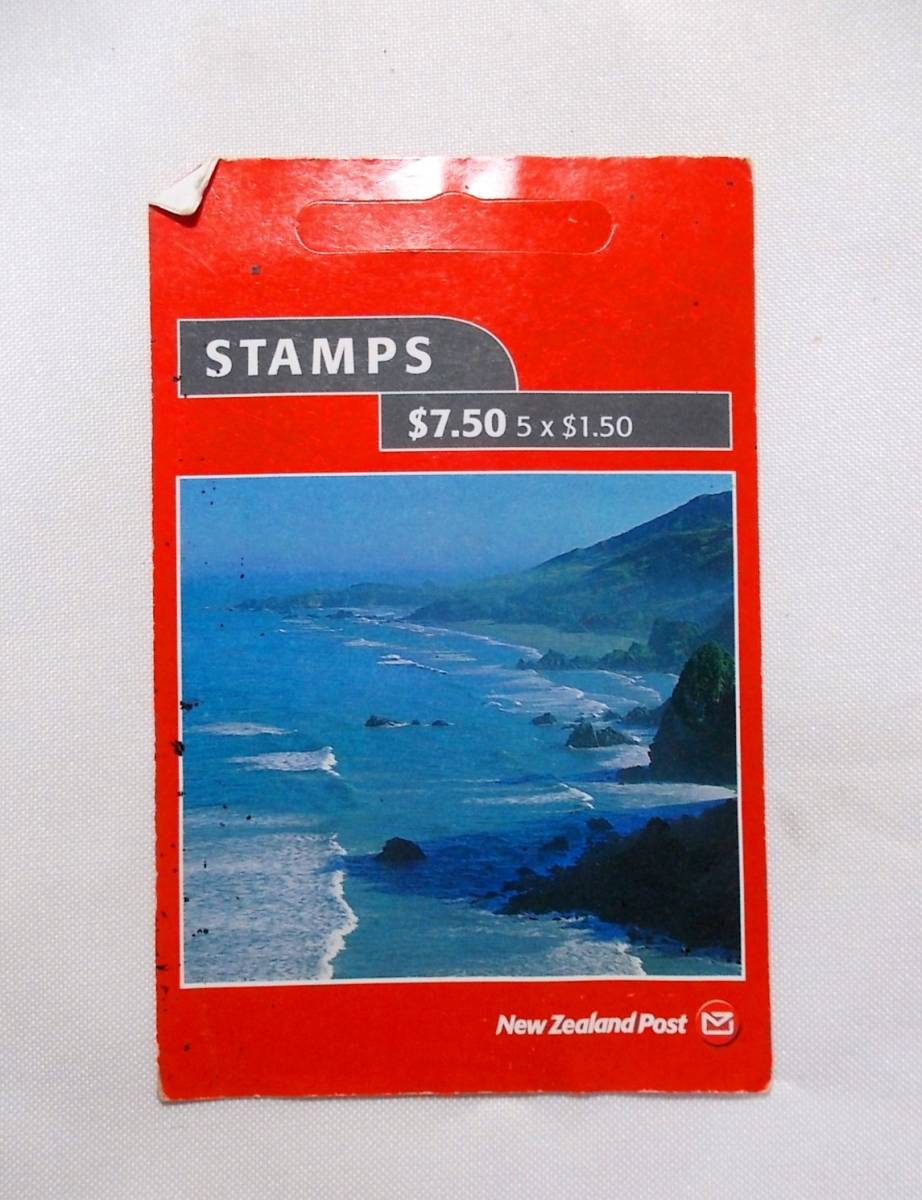 STAMPS
$7.50 5 x $1.50
New Zealand Post